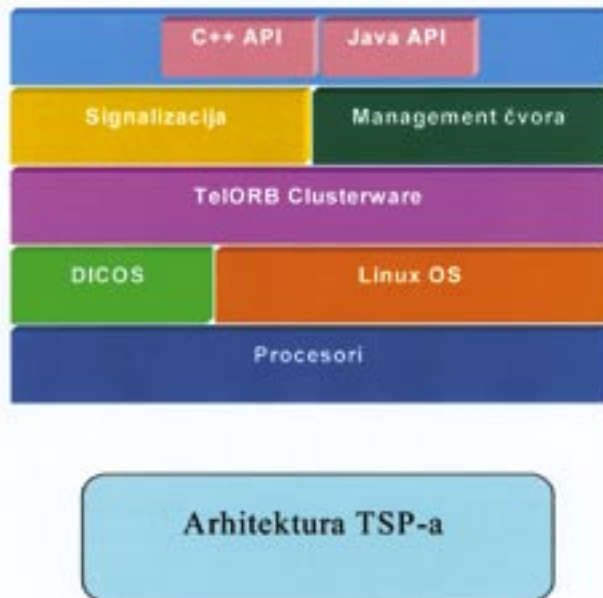 C++ API Java API
Signalizacija Management čvora
TelORB Clusterware
DICOS Linux OS
Procesori
Arhitektura TSP-a